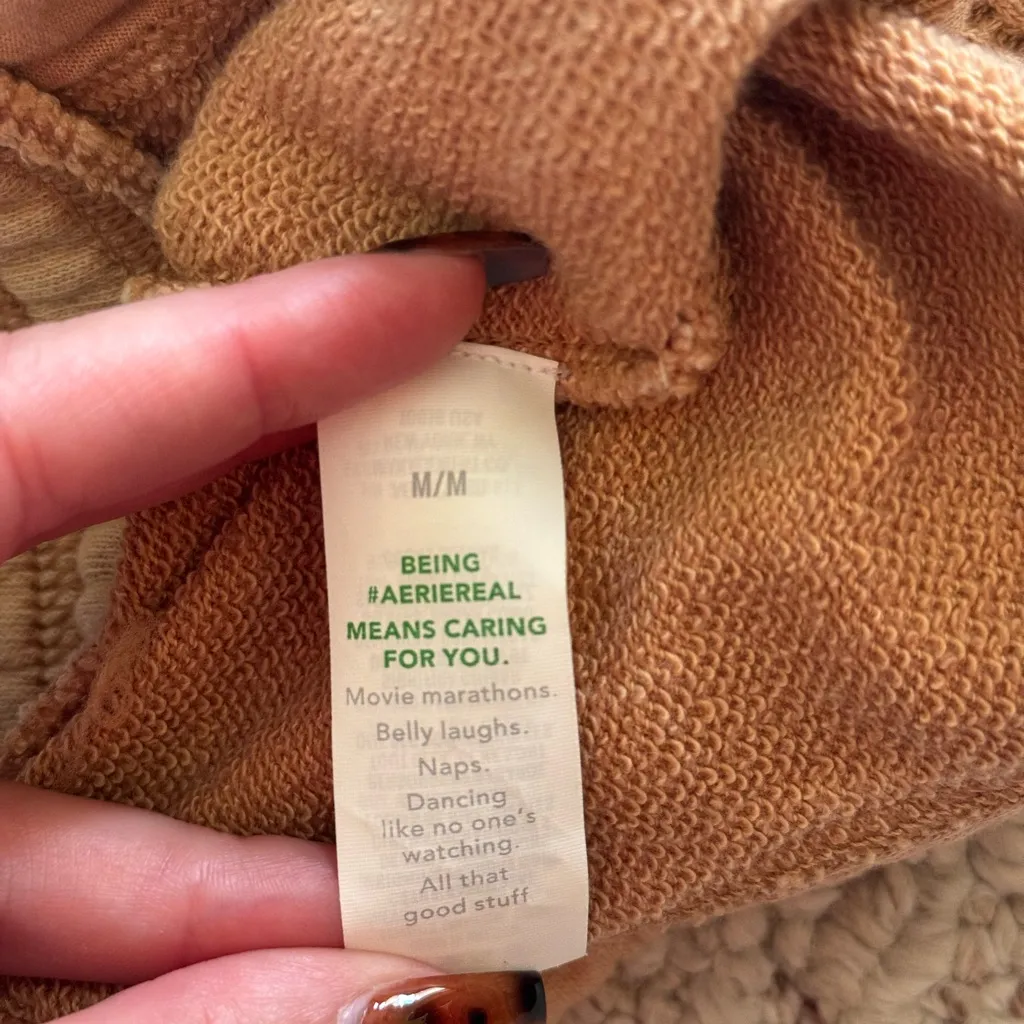 M/M
BEING
#AERIEREAL
MEANS CARING
FOR YOU.
Movie marathons.
Belly laughs.
Naps.
Dancing
like no one's
watching.
All that
good stuff